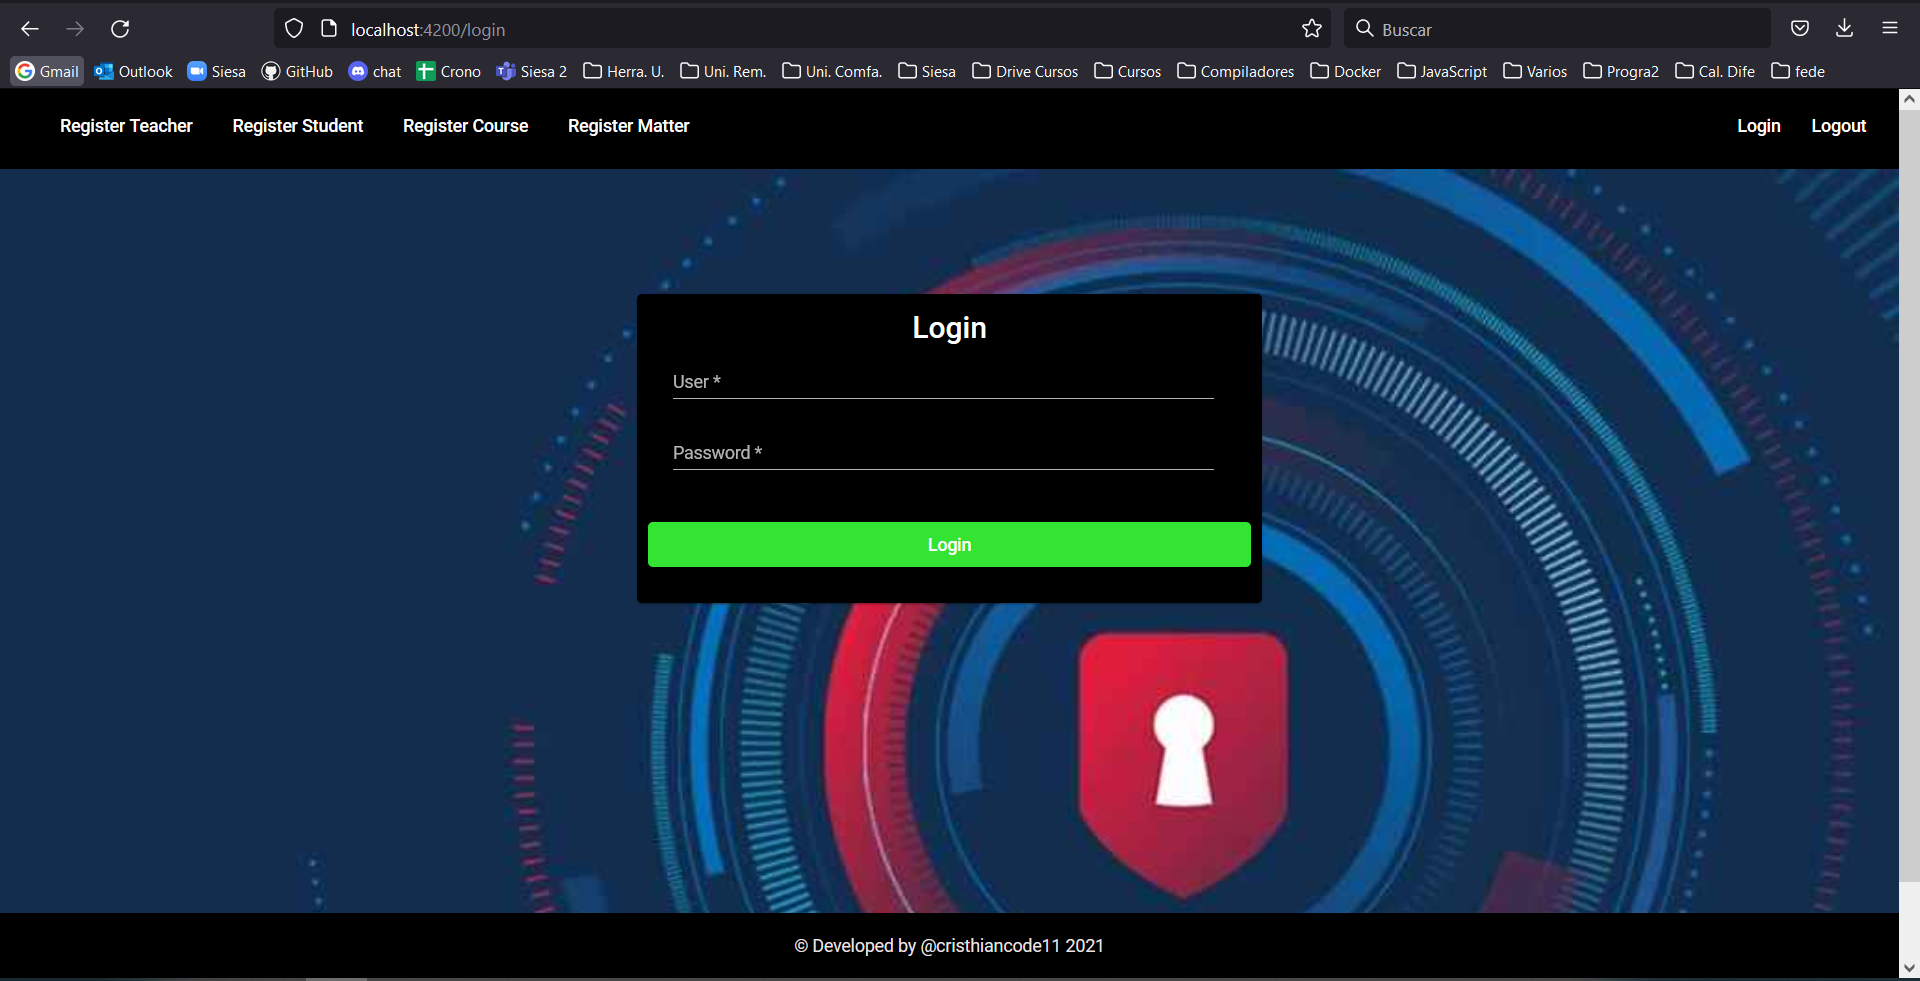 localhost:4200/login
Buscar
Gmail Outlook Siesa GitHub chat Crono Siesa 2 Herra. U. Uni. Rem. Uni. Comfa. Siesa Drive Cursos Cursos Compiladores Docker JavaScript Varios Progra2 Cal. Dife fede
Register Teacher Register Student Register Course Register Matter Login Logout
Login
User *
Password *
Login
© Developed by @cristhiancode11 2021